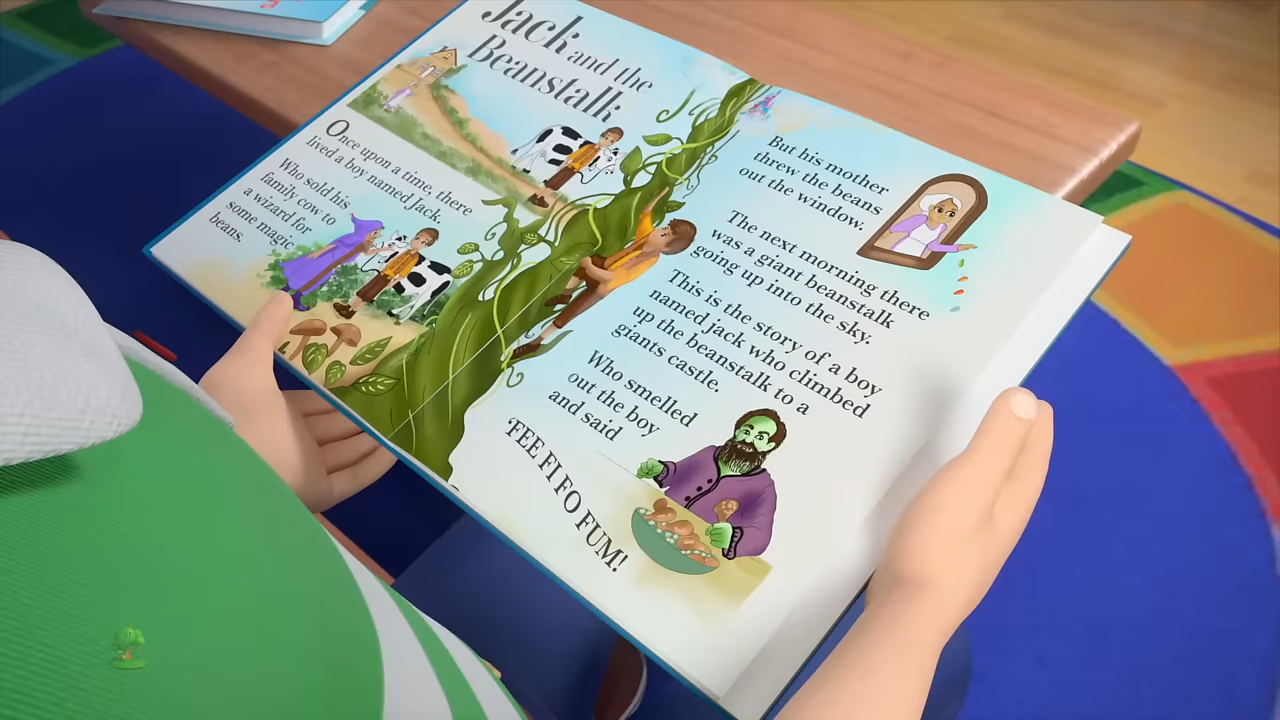 Jack and the
Beanstalk
Once upon a time, there
lived a boy named Jack.
Who sold his
family cow to
a wizard for
some magic
beans.
But his mother
threw the beans
out the window.
The next morning there
was a giant beanstalk
going up into the sky.
This is the story of a boy
named jack who climbed
up the beanstalk to a
giants castle.
Who smelled
out the boy
and said
'FEE FI FO FUM!